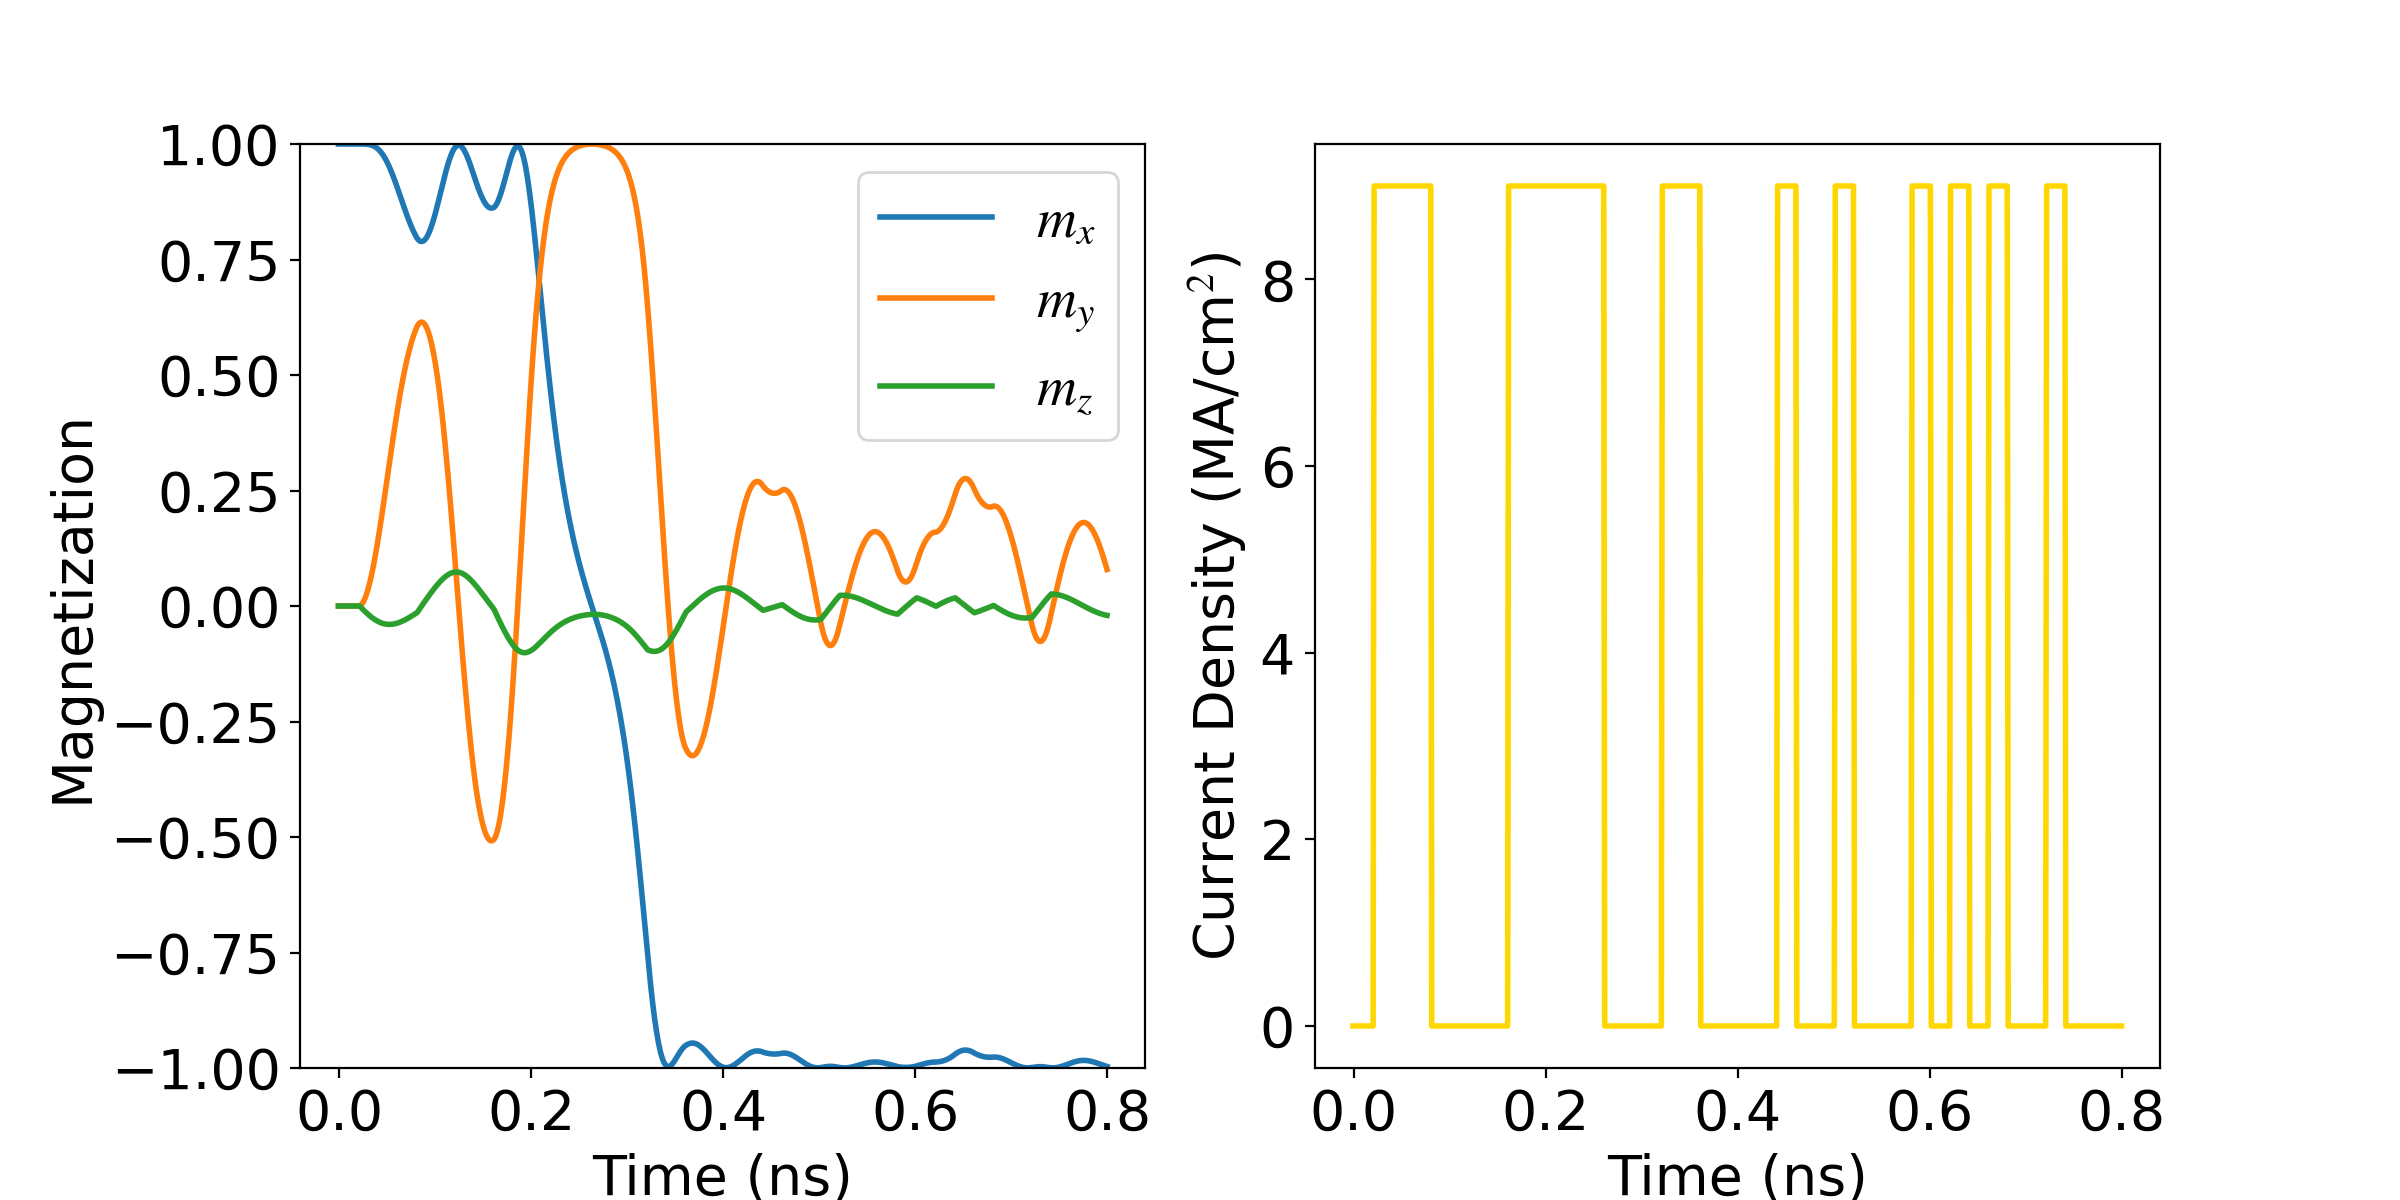 Magnetization
1.00
0.75
0.50
0.25
0.00
−0.25
−0.50
−0.75
−1.00
0.0 0.2 0.4 0.6 0.8
Time (ns)
m_x
m_y
m_z
Current Density (MA/cm²)
8
6
4
2
0
0.0 0.2 0.4 0.6 0.8
Time (ns)